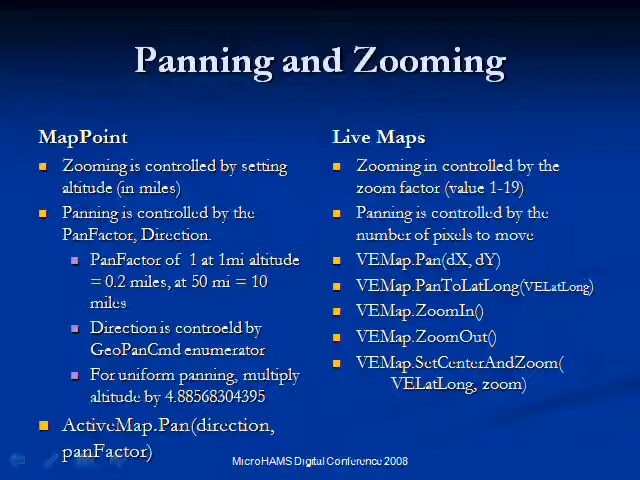 Panning and Zooming
MapPoint
Zooming is controlled by setting
altitude (in miles)
Panning is controlled by the
PanFactor, Direction.
PanFactor of 1 at 1mi altitude
= 0.2 miles, at 50 mi = 10
miles
Direction is controeld by
GeoPanCmd enumerator
For uniform panning, multiply
altitude by 4.88568304395
ActiveMap.Pan(direction,
panFactor)
Live Maps
Zooming in controlled by the
zoom factor (value 1-19)
Panning is controlled by the
number of pixels to move
VEMap.Pan(dX, dY)
VEMap.PanToLatLong(VELatLong)
VEMap.ZoomIn()
VEMap.ZoomOut()
VEMap.SetCenterAndZoom(
VELatLong, zoom)
MicroHAMS Digital Conference 2008